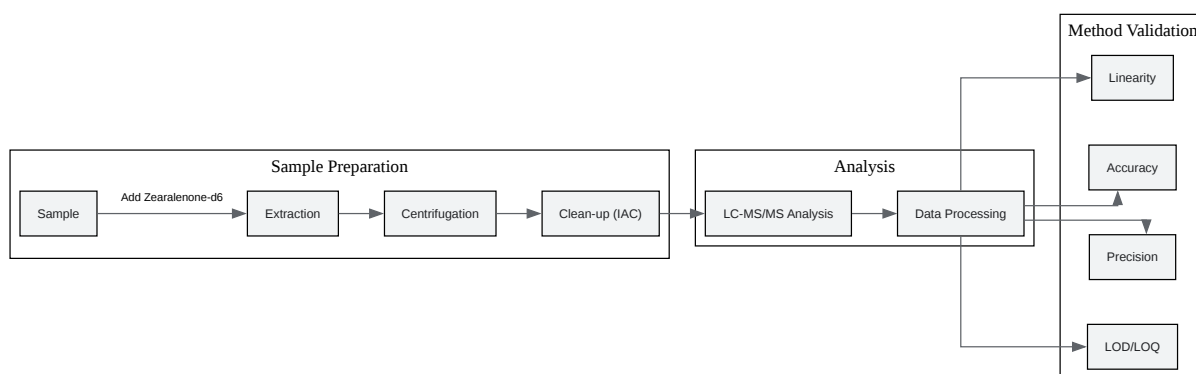 Method Validation
Linearity
Sample Preparation
Analysis
Accuracy
Sample
Add Zearalenone-d6
Extraction
Centrifugation
Clean-up (IAC)
LC-MS/MS Analysis
Data Processing
Precision
LOD/LOQ